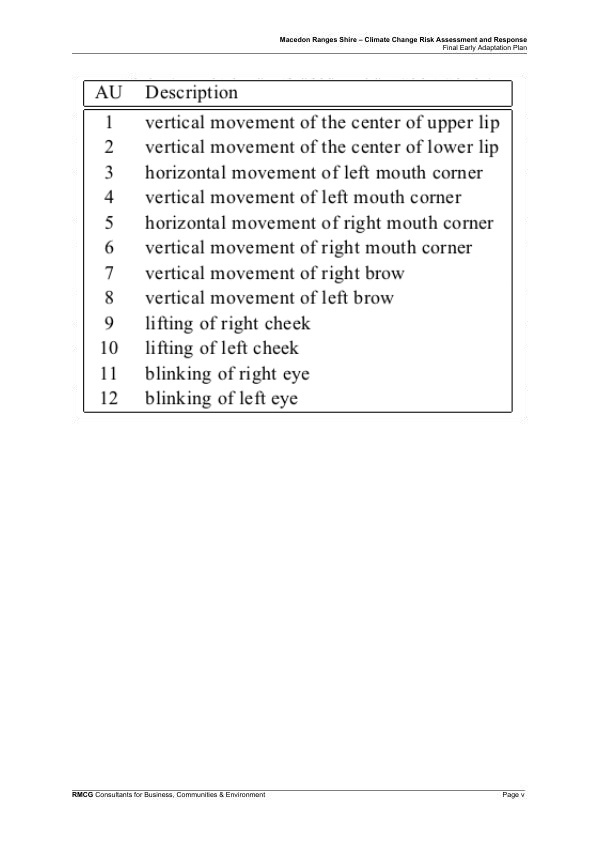 Macedon Ranges Shire – Climate Change Risk Assessment and Response
Final Early Adaptation Plan
AU Description
1 vertical movement of the center of upper lip
2 vertical movement of the center of lower lip
3 horizontal movement of left mouth corner
4 vertical movement of left mouth corner
5 horizontal movement of right mouth corner
6 vertical movement of right mouth corner
7 vertical movement of right brow
8 vertical movement of left brow
9 lifting of right cheek
10 lifting of left cheek
11 blinking of right eye
12 blinking of left eye
RMCG Consultants for Business, Communities & Environment Page v